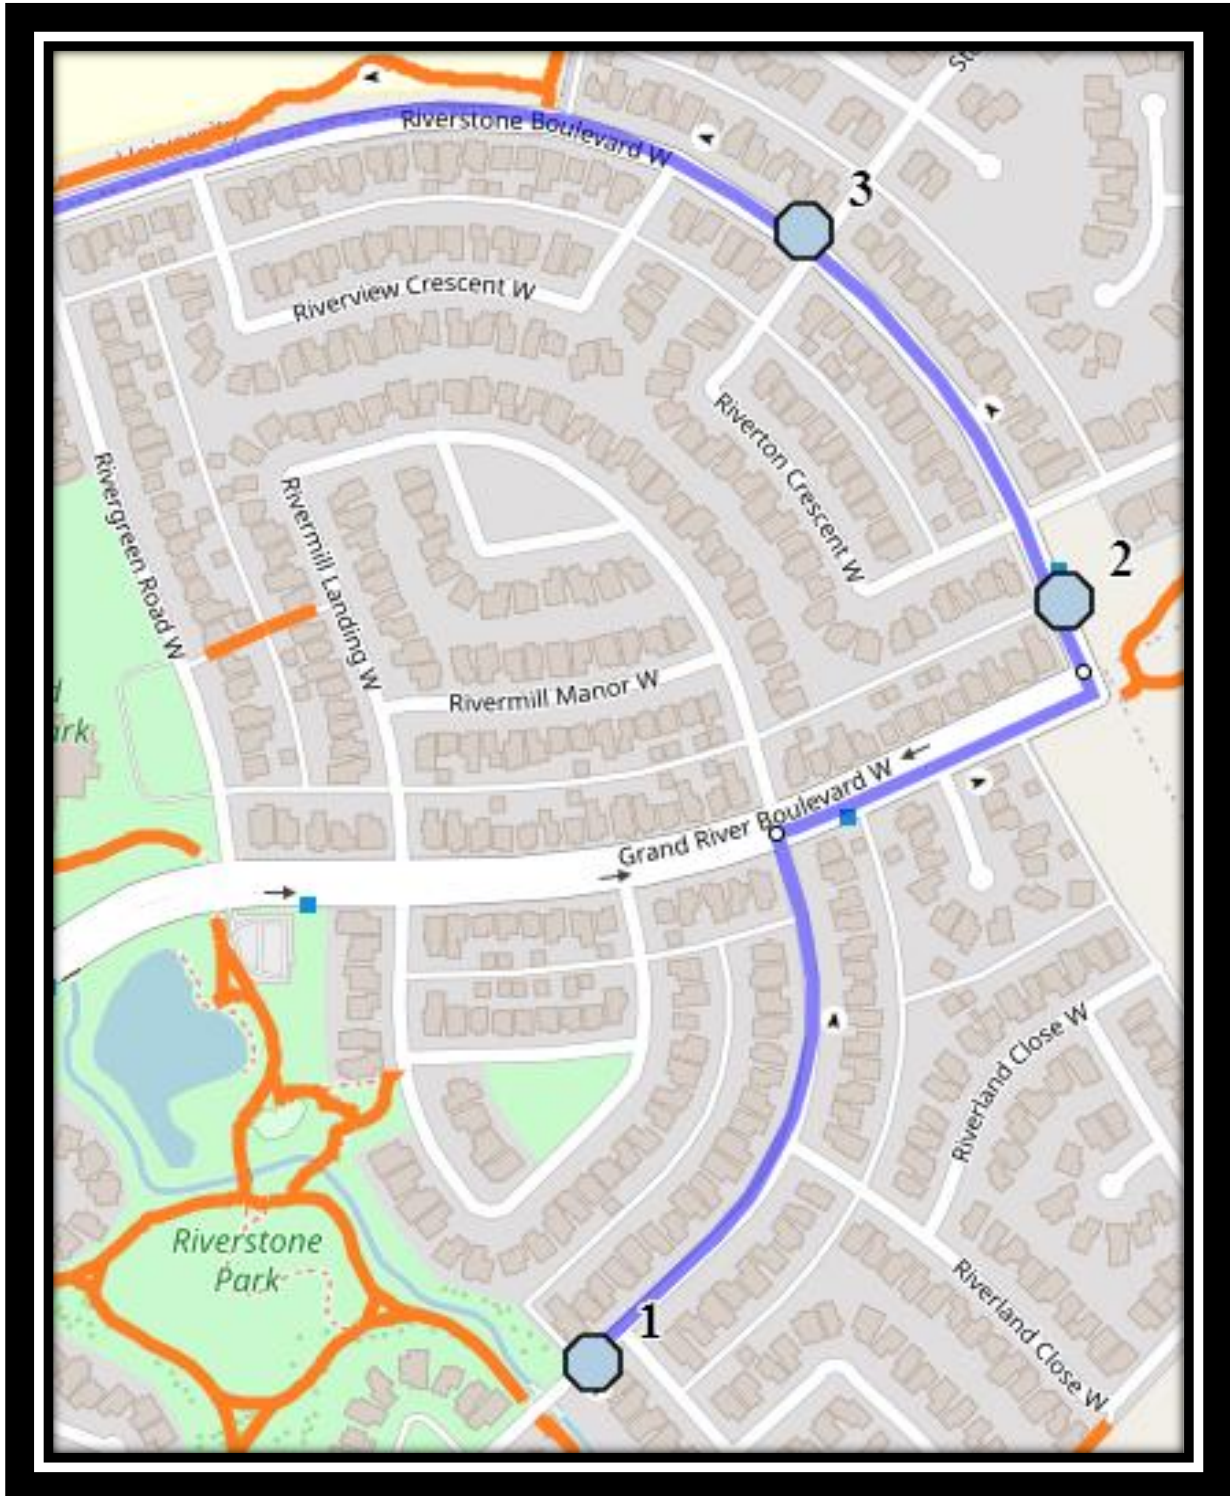 Riverstone Boulevard W
3
Riverview Crescent W
Riverton Crescent W
Rivergreen Road W
Rivermill Landing W
2
Rivermill Manor W
Grand River Boulevard W
Riverland Close W
Riverstone
Park
1
Riverland Close W